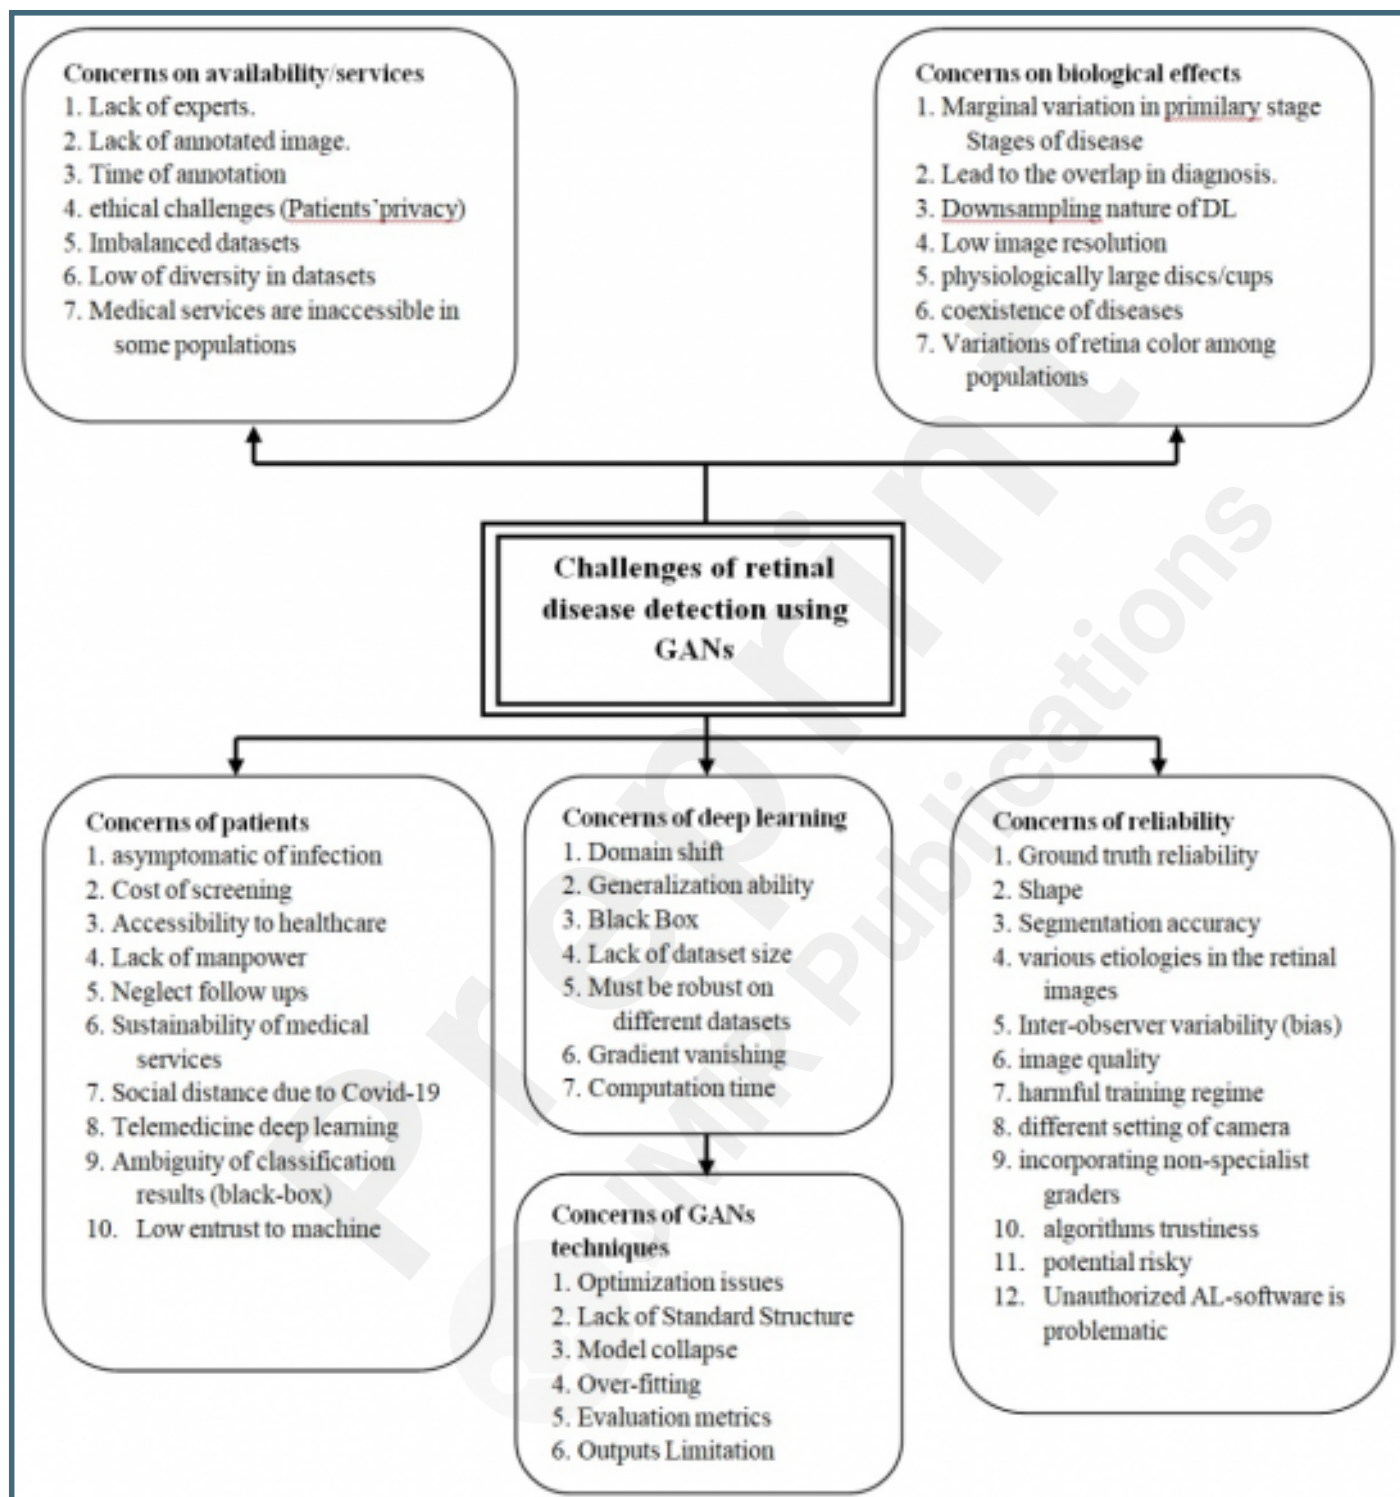 Concerns on availability/services
1. Lack of experts.
2. Lack of annotated image.
3. Time of annotation
4. ethical challenges (Patients'privacy)
5. Imbalanced datasets
6. Low of diversity in datasets
7. Medical services are inaccessible in
some populations
Concerns on biological effects
1. Marginal variation in primilary stage
Stages of disease
2. Lead to the overlap in diagnosis.
3. Downsampling nature of DL
4. Low image resolution
5. physiologically large discs/cups
6. coexistence of diseases
7. Variations of retina color among
populations
Challenges of retinal
disease detection using
GANs
Concerns of patients
1. asymptomatic of infection
2. Cost of screening
3. Accessibility to healthcare
4. Lack of manpower
5. Neglect follow ups
6. Sustainability of medical
services
7. Social distance due to Covid-19
8. Telemedicine deep learning
9. Ambiguity of classification
results (black-box)
10. Low entrust to machine
Concerns of deep learning
1. Domain shift
2. Generalization ability
3. Black Box
4. Lack of dataset size
5. Must be robust on
different datasets
6. Gradient vanishing
7. Computation time
Concerns of GANs
techniques
1. Optimization issues
2. Lack of Standard Structure
3. Model collapse
4. Over-fitting
5. Evaluation metrics
6. Outputs Limitation
Concerns of reliability
1. Ground truth reliability
2. Shape
3. Segmentation accuracy
4. various etiologies in the retinal
images
5. Inter-observer variability (bias)
6. image quality
7. harmful training regime
8. different setting of camera
9. incorporating non-specialist
graders
10. algorithms trustiness
11. potential risky
12. Unauthorized AL-software is
problematic
Preprint
JMIR Publications